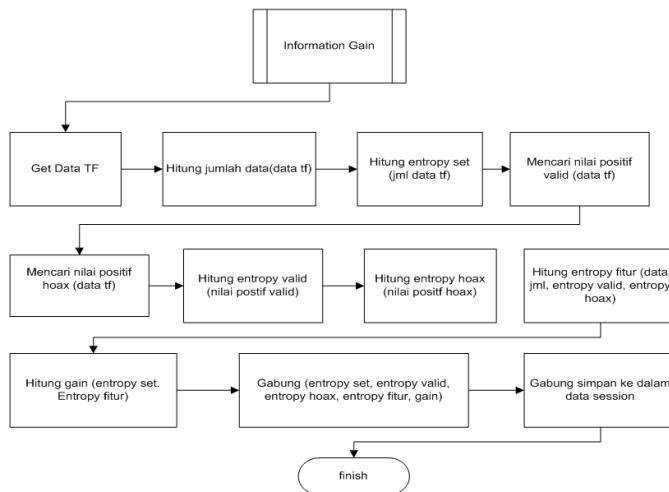 Information Gain
Get Data TF
Hitung jumlah data(data tf)
Hitung entropy set
(jml data tf)
Mencari nilai positif
valid (data tf)
Mencari nilai positif
hoax (data tf)
Hitung entropy valid
(nilai postif valid)
Hitung entropy hoax
(nilai positf hoax)
Hitung entropy fitur (data
jml, entropy valid, entropy
hoax)
Hitung gain (entropy set.
Entropy fitur)
Gabung (entropy set, entropy valid,
entropy hoax, entropy fitur, gain)
Gabung simpan ke dalam
data session
finish